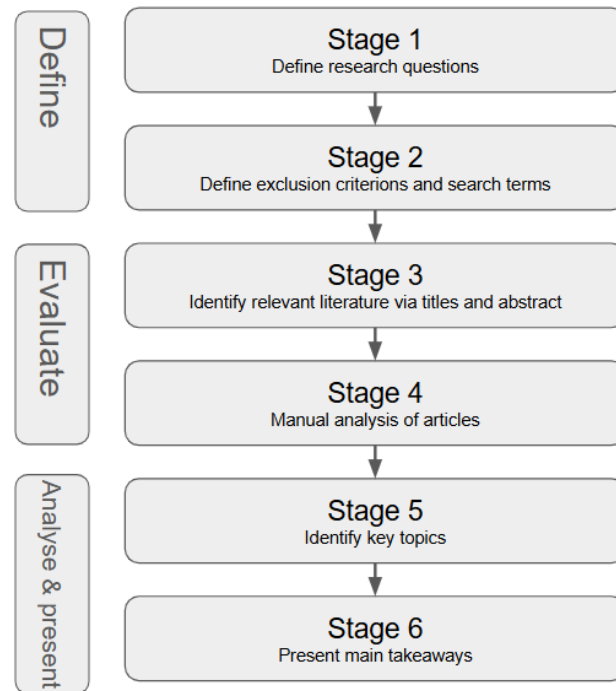 Define
Stage 1
Define research questions
Stage 2
Define exclusion criterions and search terms
Evaluate
Stage 3
Identify relevant literature via titles and abstract
Stage 4
Manual analysis of articles
Analyse & present
Stage 5
Identify key topics
Stage 6
Present main takeaways